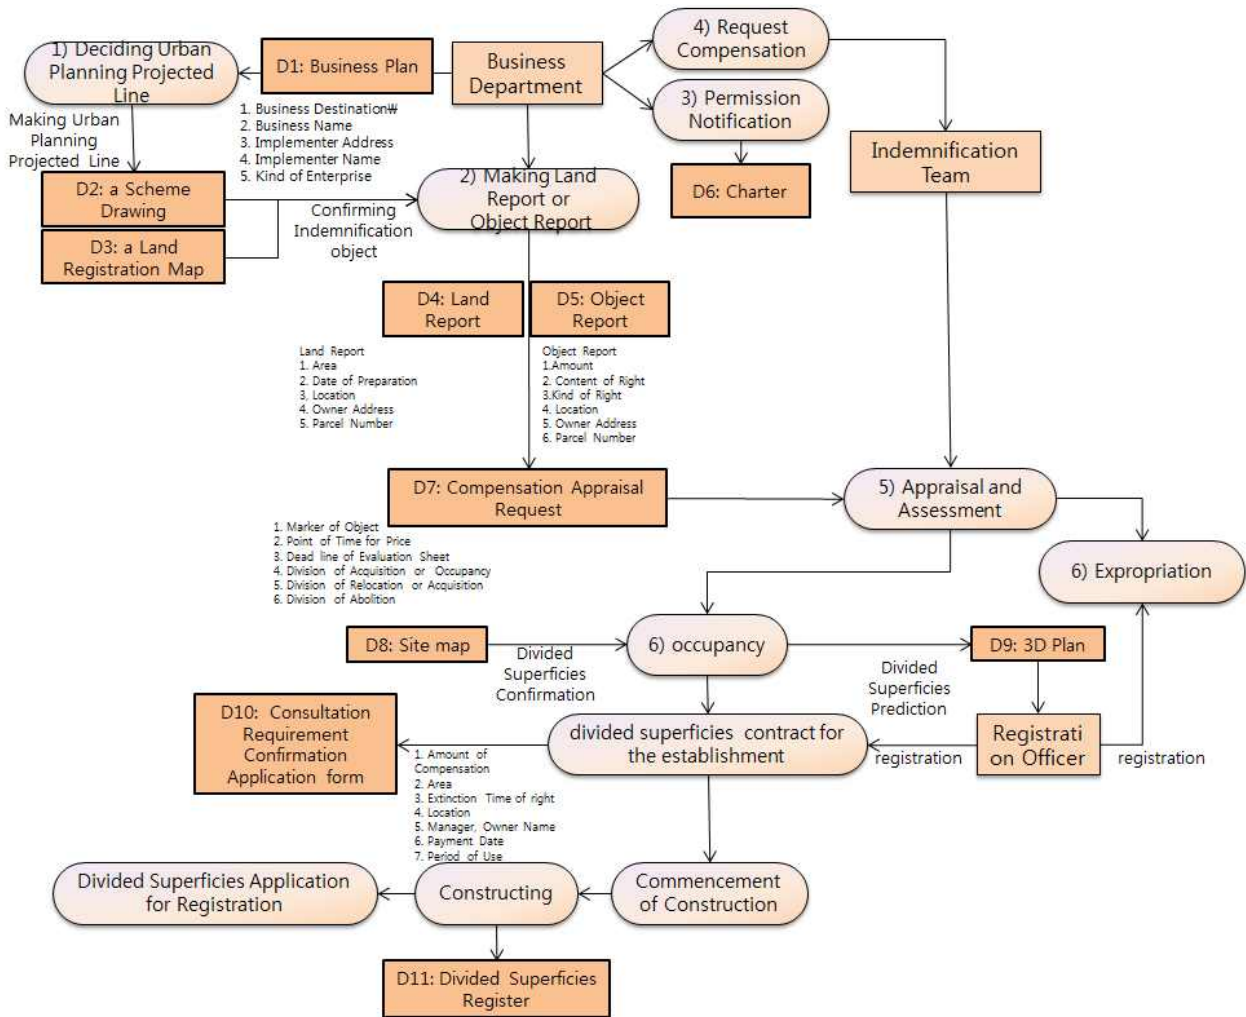 1) Deciding Urban
Planning Projected
Line
D1: Business Plan
Business
Department
4) Request
Compensation
3) Permission
Notification
Making Urban
Planning
Projected Line
1. Business Destination₩
2. Business Name
3. Implementer Address
4. Implementer Name
5. Kind of Enterprise
Indemnification
Team
D2: a Scheme
Drawing
D3: a Land
Registration Map
Confirming
Indemnification
object
2) Making Land
Report or
Object Report
D6: Charter
D4: Land
Report
D5: Object
Report
Land Report
1. Area
2. Date of Preparation
3, Location
4. Owner Address
5. Parcel Number
Object Report
1.Amount
2. Content of Right
3.Kind of Right
4. Location
5. Owner Address
6. Parcel Number
D7: Compensation Appraisal
Request
5) Appraisal and
Assessment
1. Marker of Object
2. Point of Time for Price
3. Dead line of Evaluation Sheet
4. Division of Acquisition or Occupancy
5. Division of Relocation or Acquisition
6. Division of Abolition
6) Expropriation
D8: Site map
Divided
Superficies
Confirmation
6) occupancy
Divided
Superficies
Prediction
D9: 3D Plan
D10: Consultation
Requirement
Confirmation
Application form
divided superficies contract for
the establishment
registration
Registrati
on Officer
registration
1. Amount of
Compensation
2. Area
3. Extinction Time of right
4. Location
5. Manager, Owner Name
6. Payment Date
7. Period of Use
Divided Superficies Application
for Registration
Constructing
Commencement
of Construction
D11: Divided Superficies
Register